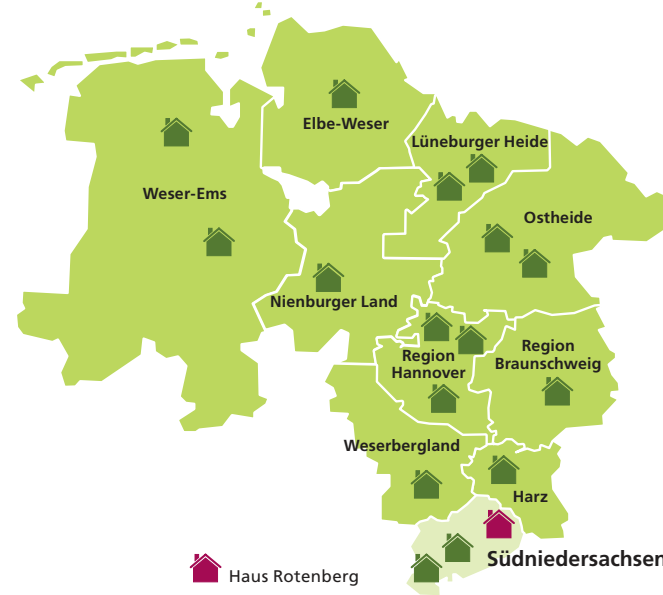 Elbe-Weser
Lüneburger Heide
Weser-Ems
Ostheide
Nienburger Land
Region
Hannover
Region
Braunschweig
Weserbergland
Harz
Südniedersachsen
Haus Rotenberg